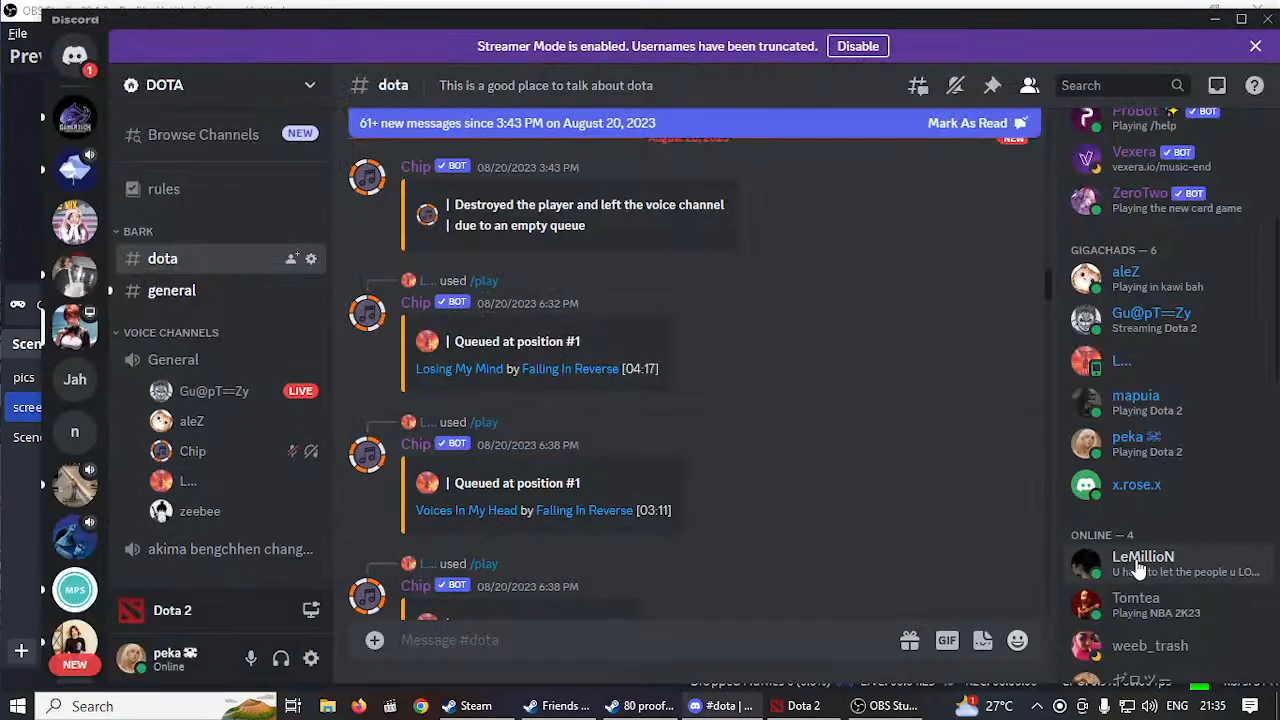 Discord
File
Streamer Mode is enabled. Usernames have been truncated.
Disable
1
DOTA
# dota
This is a good place to talk about dota
Search
61+ new messages since 3:43 PM on August 20, 2023
Mark As Read
Browse Channels
NEW
rules
BARK
# dota
# general
VOICE CHANNELS
General
Gu@pT==Zy
LIVE
aleZ
Chip
L...
zeebee
akima bengchhen chang...
Dota 2
peka
Online
Jah
n
MPS
NEW
pics
Chip BOT 08/20/2023 3:43 PM
| Destroyed the player and left the voice channel
| due to an empty queue
L... used /play
Chip BOT 08/20/2023 6:32 PM
| Queued at position #1
Losing My Mind by Falling In Reverse [04:17]
L... used /play
Chip BOT 08/20/2023 6:38 PM
| Queued at position #1
Voices In My Head by Falling In Reverse [03:11]
L... used /play
Chip BOT 08/20/2023 6:38 PM
Message #dota
GIF
ProBot BOT
Playing /help
Vexera BOT
vexera.io/music-end
ZeroTwo BOT
Playing the new card game
GIGACHADS — 6
aleZ
Playing in kawi bah
Gu@pT==Zy
Streaming Dota 2
L...
mapuia
Playing Dota 2
peka
Playing Dota 2
x.rose.x
ONLINE — 4
LeMillioN
to let the people u LO...
Tomtea
Playing NBA 2K23
weeb_trash
Search
Steam
Friends ...
80 proof...
#dota | ...
Dota 2
OBS Stu...
1
27°C
ENG
21:35